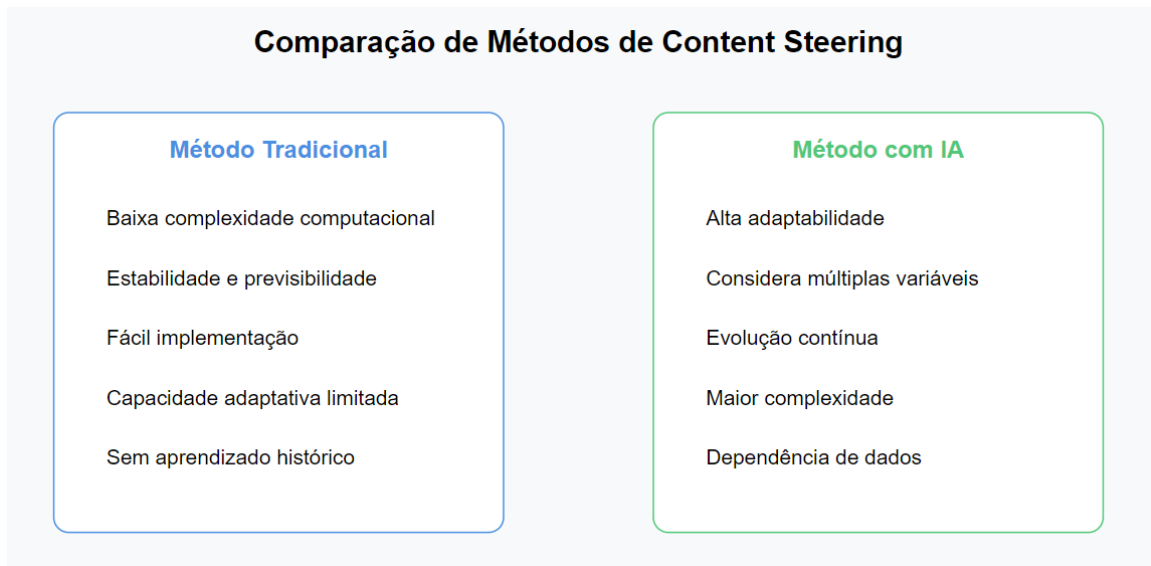 Comparação de Métodos de Content Steering
Método Tradicional
Baixa complexidade computacional
Estabilidade e previsibilidade
Fácil implementação
Capacidade adaptativa limitada
Sem aprendizado histórico
Método com IA
Alta adaptabilidade
Considera múltiplas variáveis
Evolução contínua
Maior complexidade
Dependência de dados